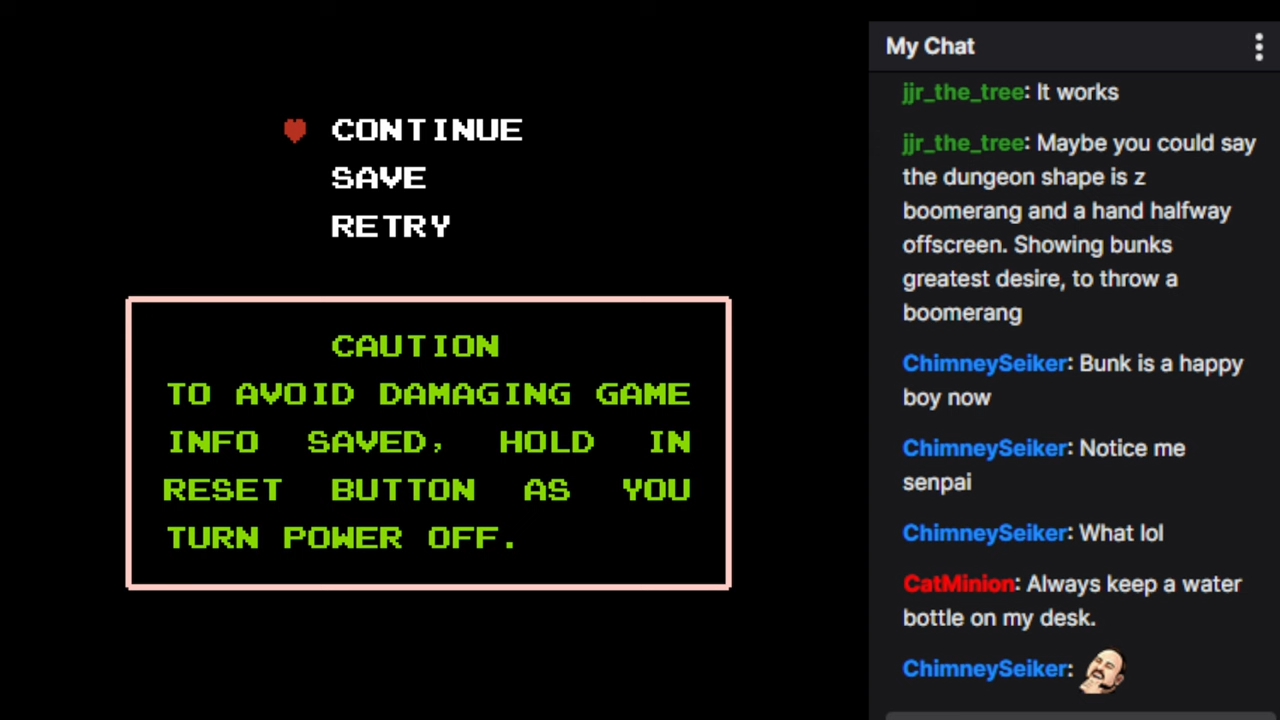 CONTINUE
SAVE
RETRY
CAUTION
TO AVOID DAMAGING GAME
INFO SAVED, HOLD IN
RESET BUTTON AS YOU
TURN POWER OFF.
My Chat
jjr_the_tree: It works
jjr_the_tree: Maybe you could say
the dungeon shape is z
boomerang and a hand halfway
offscreen. Showing bunks
greatest desire, to throw a
boomerang
ChimneySeiker: Bunk is a happy
boy now
ChimneySeiker: Notice me
senpai
ChimneySeiker: What lol
CatMinion: Always keep a water
bottle on my desk.
ChimneySeiker: